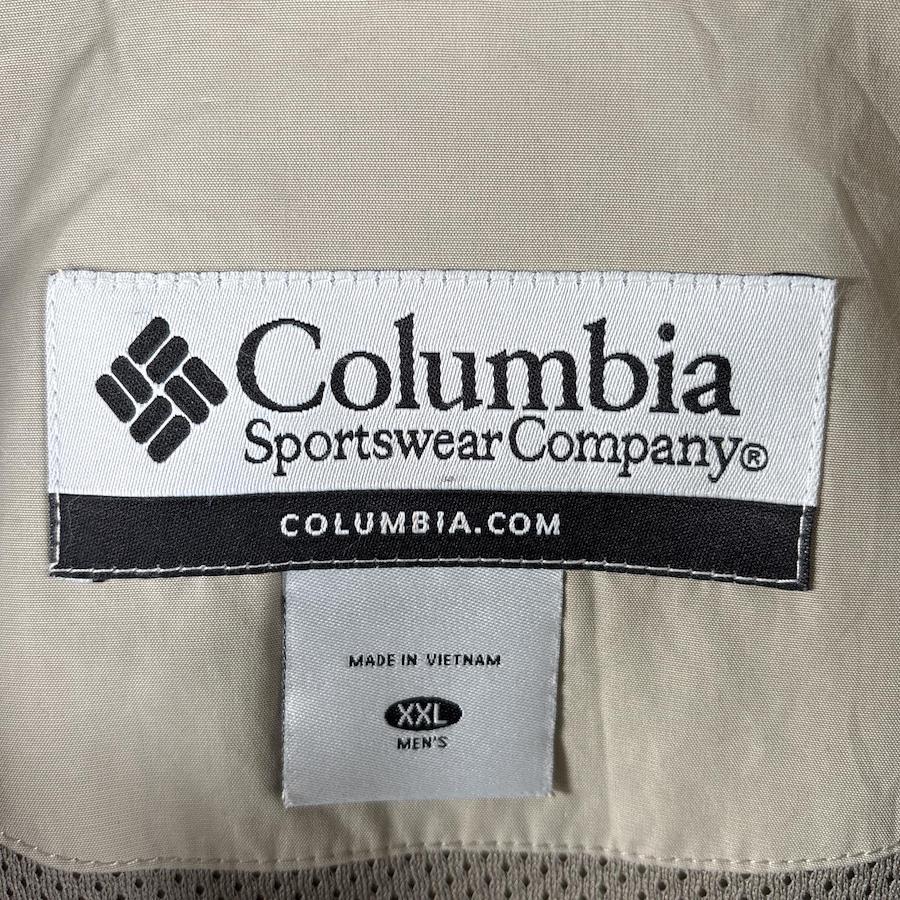 Columbia
Sportswear Company®
COLUMBIA.COM
MADE IN VIETNAM
XXL
MEN'S